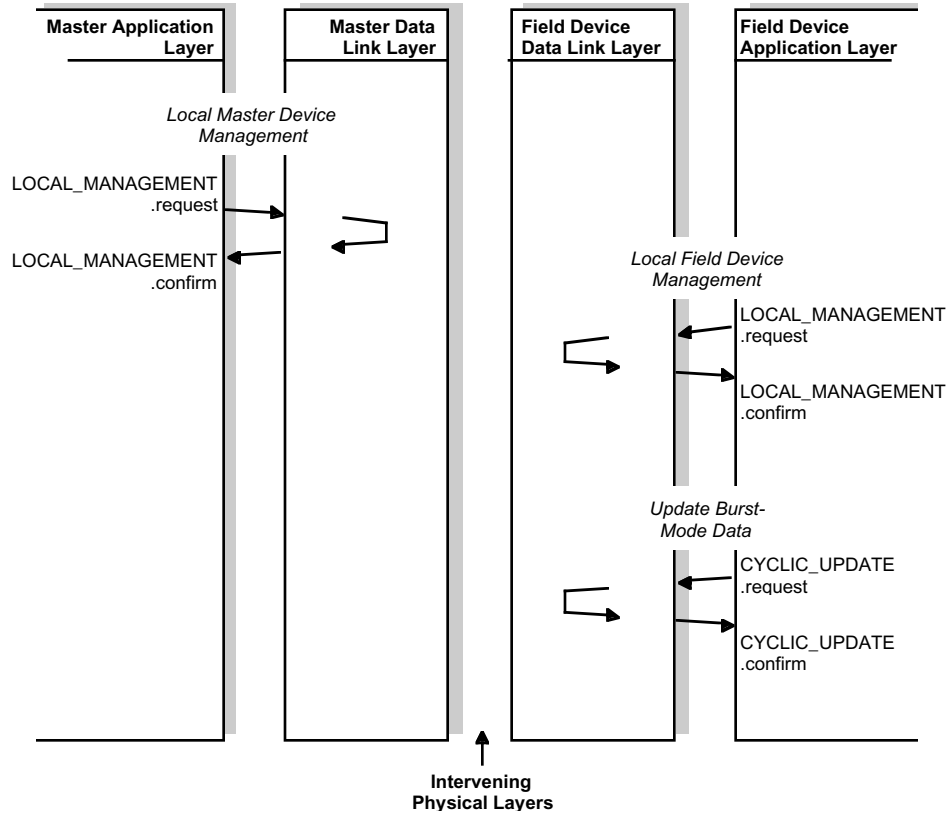 Master Application
Layer
Master Data
Link Layer
Field Device
Data Link Layer
Field Device
Application Layer
Local Master Device
Management
LOCAL_MANAGEMENT
.request
LOCAL_MANAGEMENT
.confirm
Local Field Device
Management
LOCAL_MANAGEMENT
.request
LOCAL_MANAGEMENT
.confirm
Update Burst-
Mode Data
CYCLIC_UPDATE
.request
CYCLIC_UPDATE
.confirm
Intervening
Physical Layers